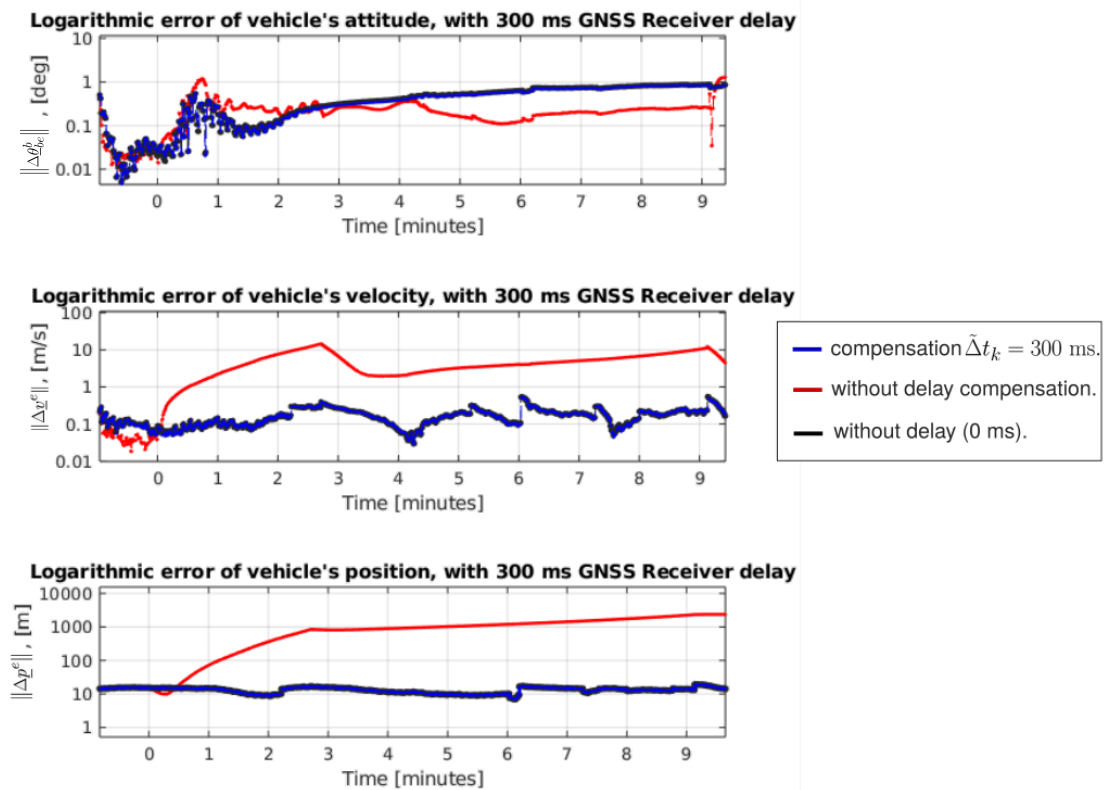 Logarithmic error of vehicle's attitude, with 300 ms GNSS Receiver delay
‖Δθ̲ᵇ_be‖ , [deg]
10
1
0.1
0.01
0 1 2 3 4 5 6 7 8 9
Time [minutes]
Logarithmic error of vehicle's velocity, with 300 ms GNSS Receiver delay
‖Δv̲ᵉ‖, [m/s]
100
10
1
0.1
0.01
0 1 2 3 4 5 6 7 8 9
Time [minutes]
compensation Δ̃t_k = 300 ms.
without delay compensation.
without delay (0 ms).
Logarithmic error of vehicle's position, with 300 ms GNSS Receiver delay
‖Δp̲ᵉ‖, [m]
10000
1000
100
10
1
0 1 2 3 4 5 6 7 8 9
Time [minutes]